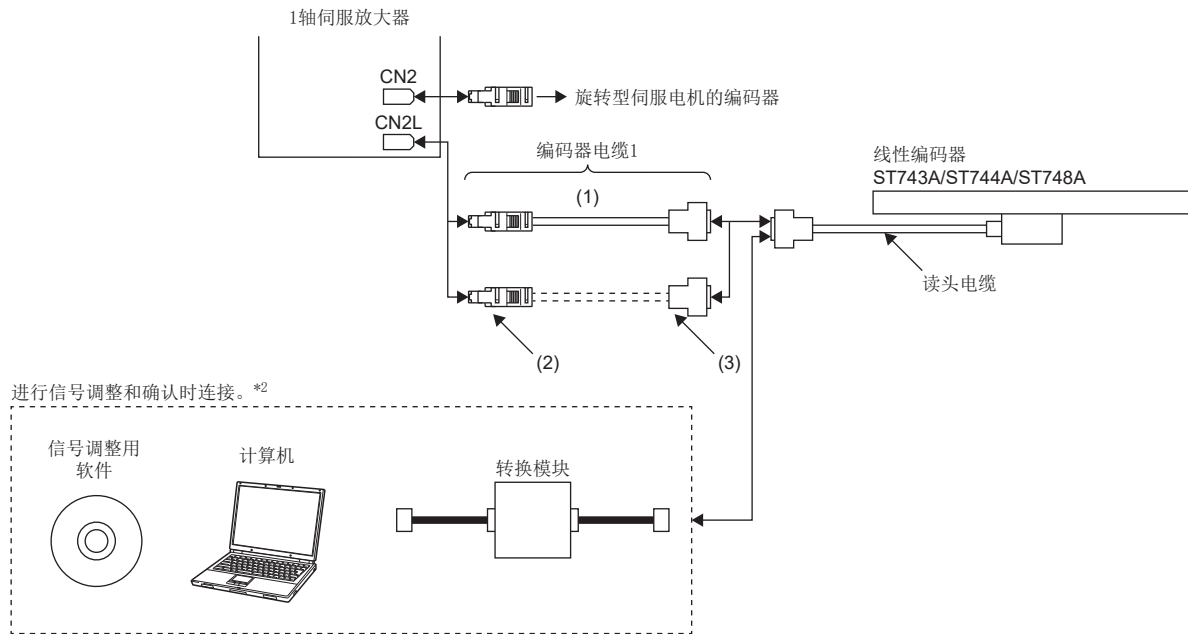 1轴伺服放大器
CN2
旋转型伺服电机的编码器
CN2L
编码器电缆1
(1)
线性编码器
ST743A/ST744A/ST748A
读头电缆
(2)
(3)
进行信号调整和确认时连接。*2
信号调整用
软件
计算机
转换模块